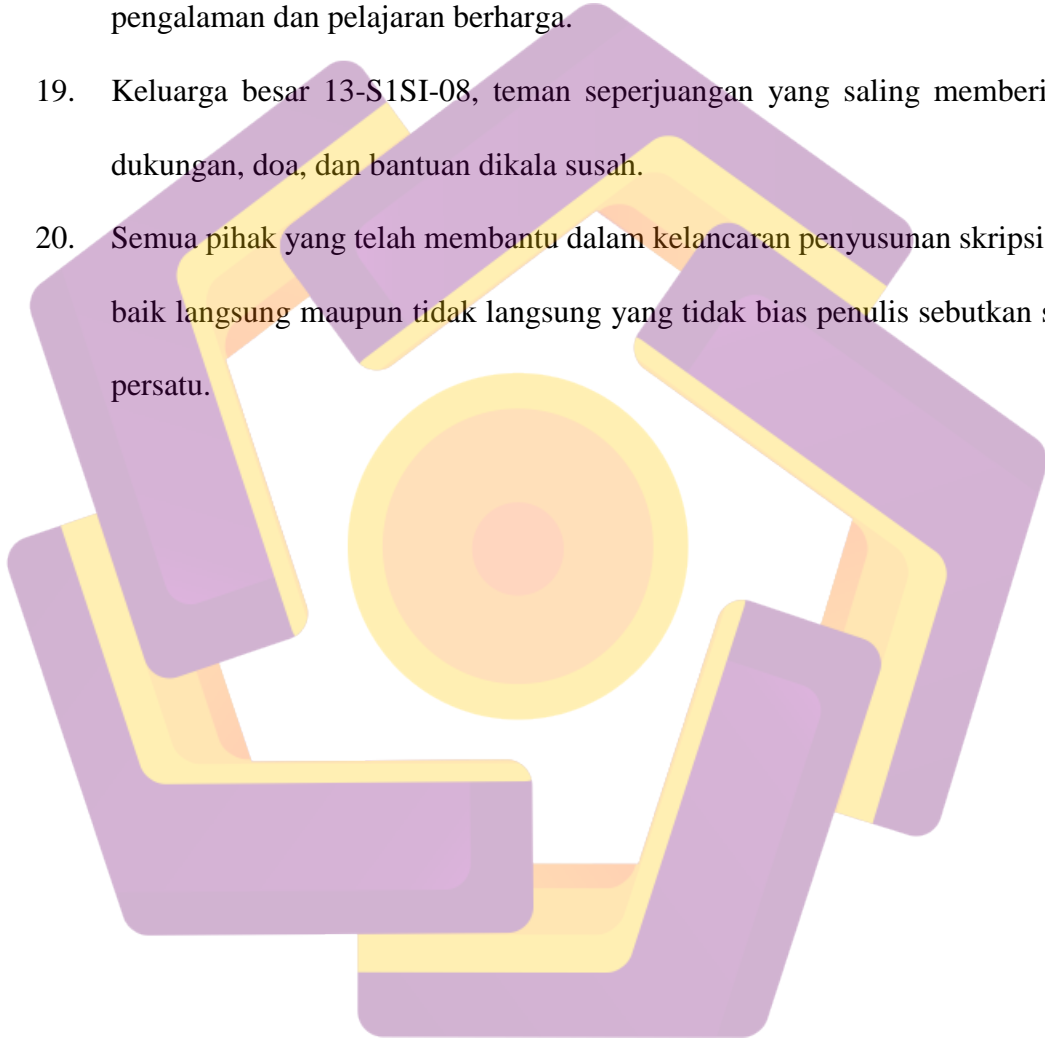 pengalaman dan pelajaran berharga.
19. Keluarga besar 13-S1SI-08, teman seperjuangan yang saling memberi
dukungan, doa, dan bantuan dikala susah.
20. Semua pihak yang telah membantu dalam kelancaran penyusunan skripsi
baik langsung maupun tidak langsung yang tidak bias penulis sebutkan
persatu.